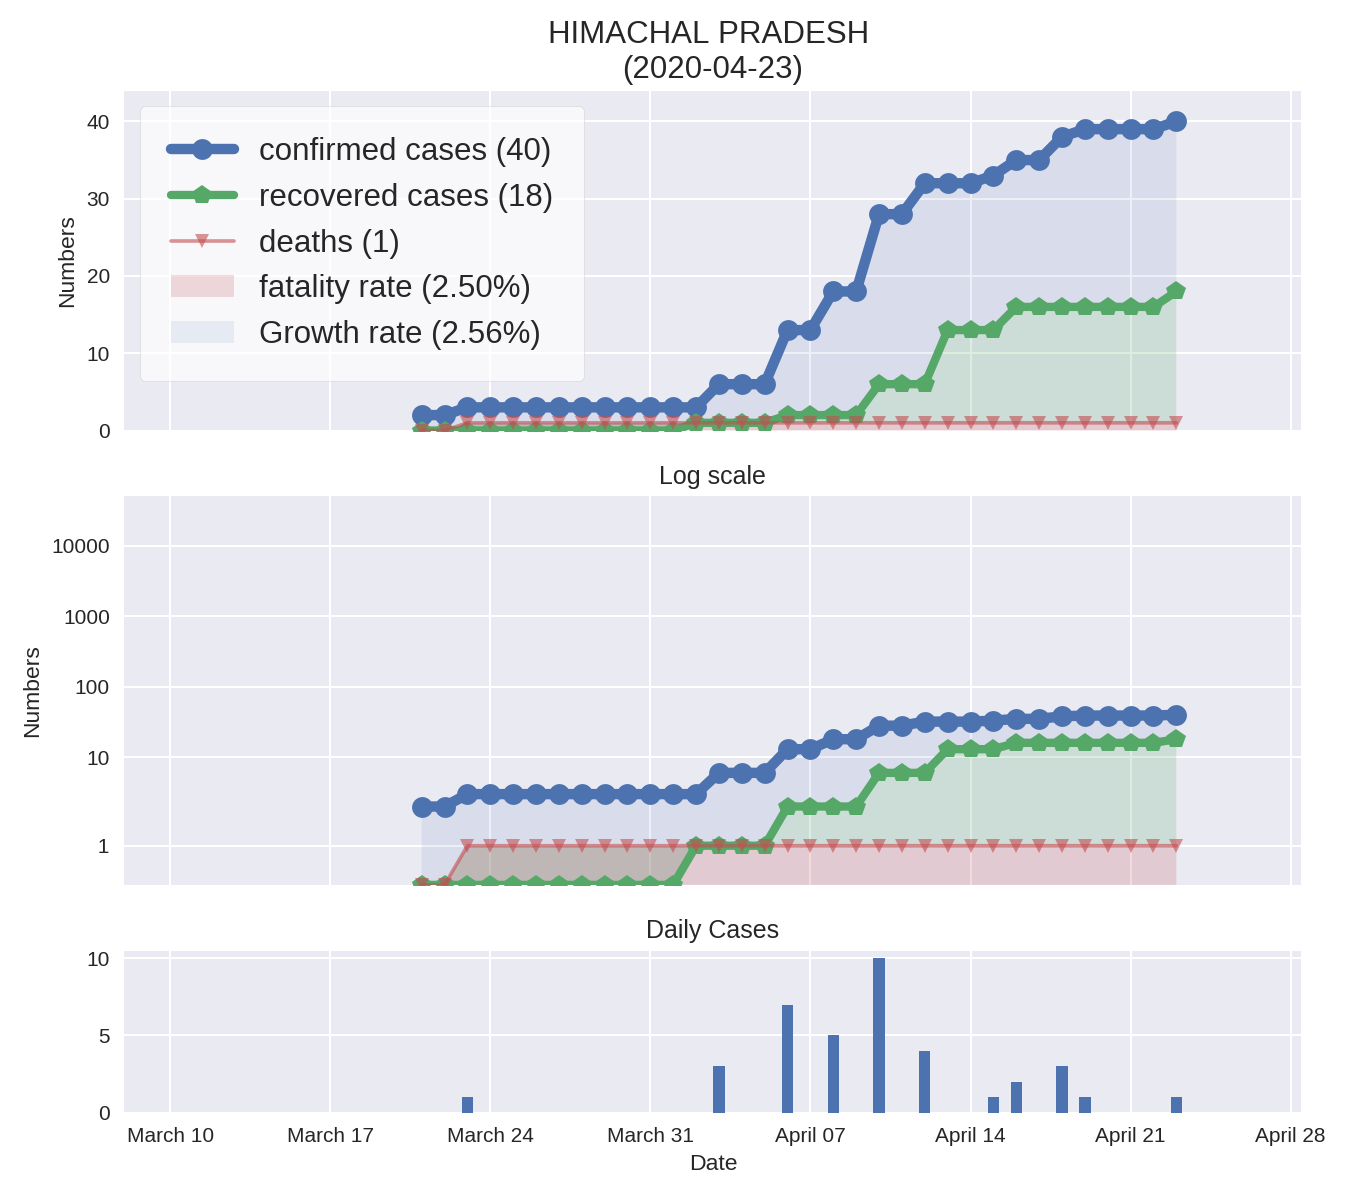 HIMACHAL PRADESH
(2020-04-23)
confirmed cases (40)
recovered cases (18)
deaths (1)
fatality rate (2.50%)
Growth rate (2.56%)
Numbers
40
30
20
10
0
Log scale
Numbers
10000
1000
100
10
1
Daily Cases
10
5
0
March 10 March 17 March 24 March 31 April 07 April 14 April 21 April 28
Date